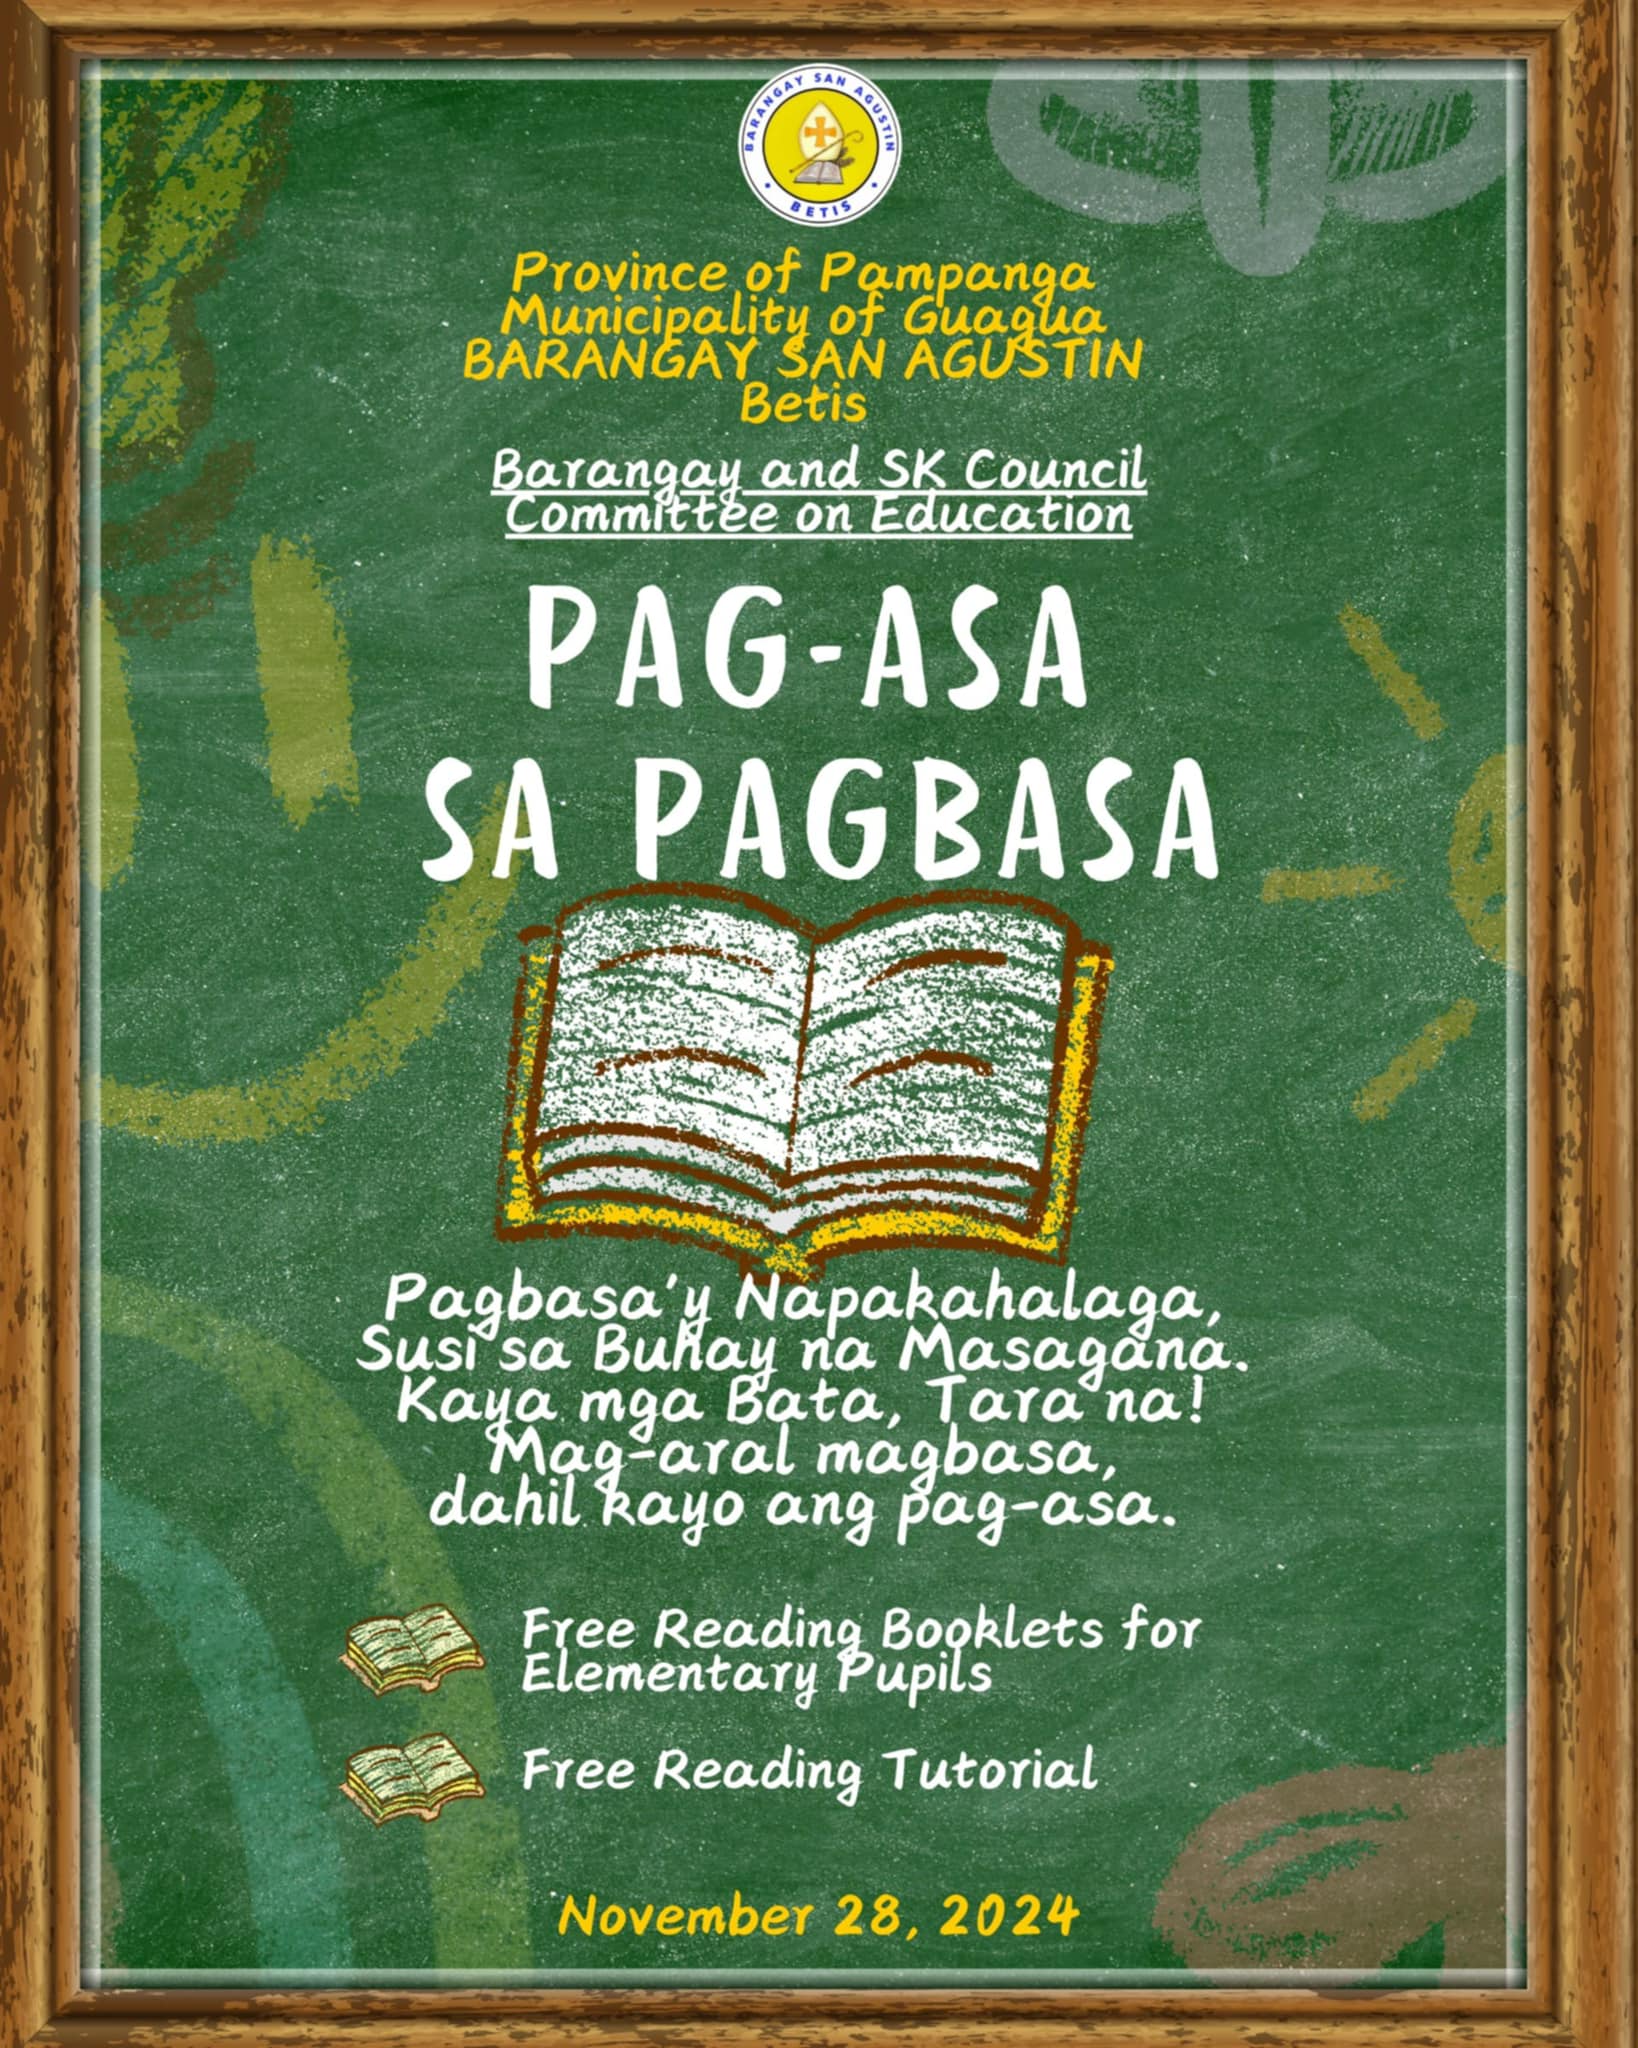 BARANGAY SAN AGUSTIN
BETIS
Province of Pampanga
Municipality of Guagua
BARANGAY SAN AGUSTIN
Betis
Barangay and SK Council
Committee on Education
PAG-ASA
SA PAGBASA
Pagbasa'y Napakahalaga,
Susi sa Buhay na Masagana.
Kaya mga Bata, Tara na!
Mag-aral magbasa,
dahil kayo ang pag-asa.
Free Reading Booklets for
Elementary Pupils
Free Reading Tutorial
November 28, 2024